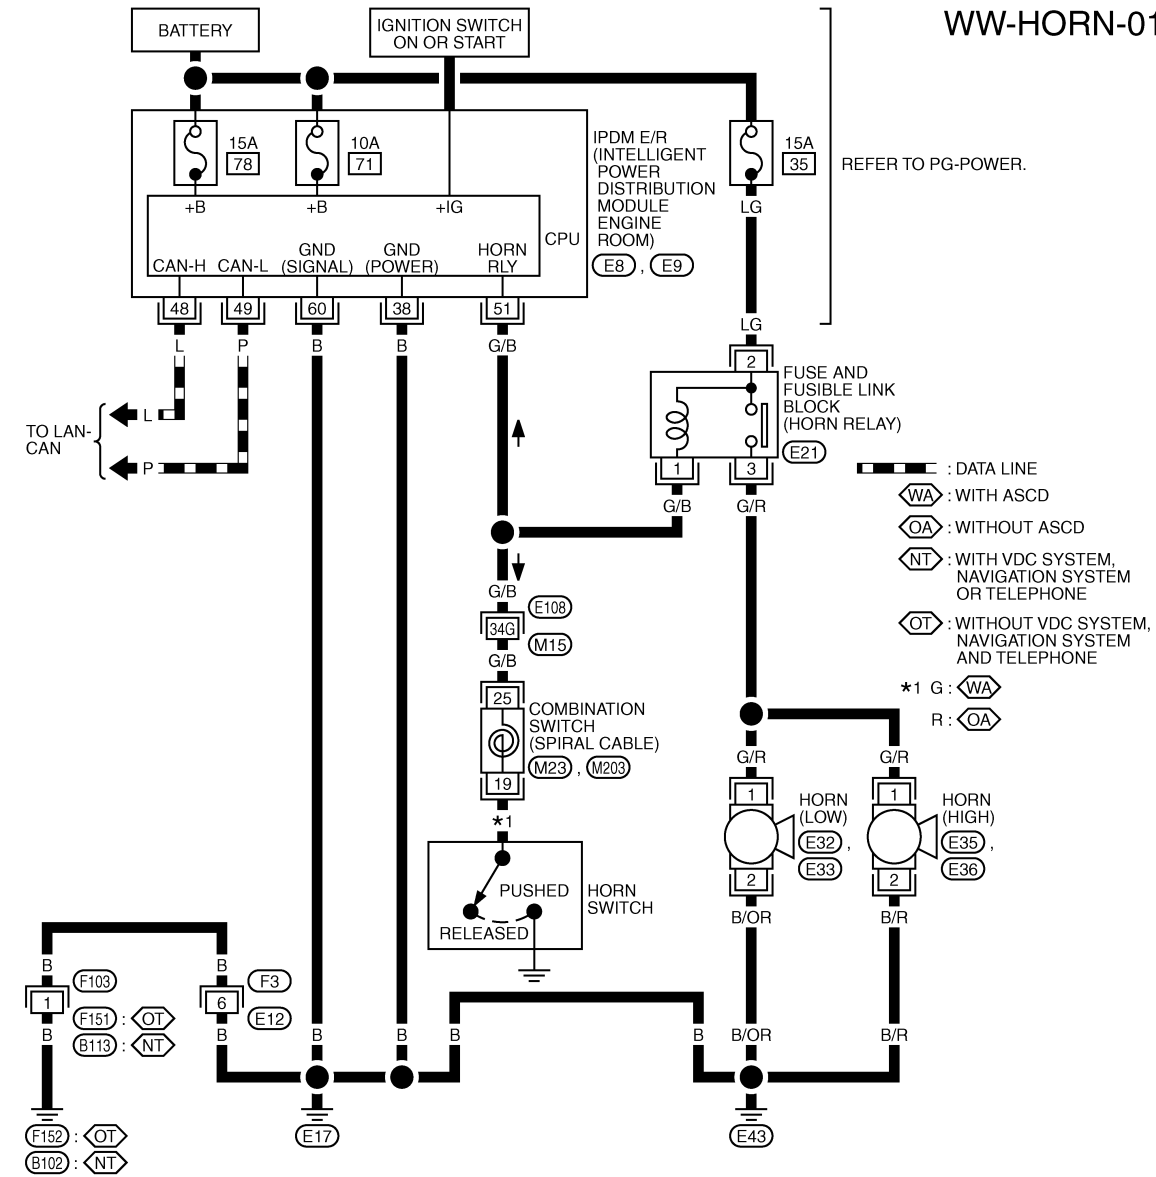 WW-HORN-01
BATTERY
IGNITION SWITCH
ON OR START
15A
78
10A
71
15A
35
REFER TO PG-POWER.
IPDM E/R
(INTELLIGENT
POWER
DISTRIBUTION
MODULE
ENGINE
ROOM)
E8 , E9
+B
+B
+IG
CPU
CAN-H
CAN-L
GND
(SIGNAL)
GND
(POWER)
HORN
RLY
48
49
60
38
51
L
P
B
B
G/B
LG
LG
2
FUSE AND
FUSIBLE LINK
BLOCK
(HORN RELAY)
E21
1
3
G/B
G/R
TO LAN-
CAN
L
P
: DATA LINE
WA : WITH ASCD
OA : WITHOUT ASCD
NT : WITH VDC SYSTEM,
NAVIGATION SYSTEM
OR TELEPHONE
OT : WITHOUT VDC SYSTEM,
NAVIGATION SYSTEM
AND TELEPHONE
*1 G : WA
R : OA
G/B
E108
34G
M15
G/B
25
COMBINATION
SWITCH
(SPIRAL CABLE)
M23 , M203
19
*1
PUSHED
RELEASED
HORN
SWITCH
G/R
G/R
1
HORN
(LOW)
E32 ,
E33
2
1
HORN
(HIGH)
E35 ,
E36
2
B/OR
B/R
B
B
F103
1
F151 : OT
B113 : NT
B
F3
6
E12
B
B
B
B
B
B/OR
B/R
F152 : OT
B102 : NT
E17
E43